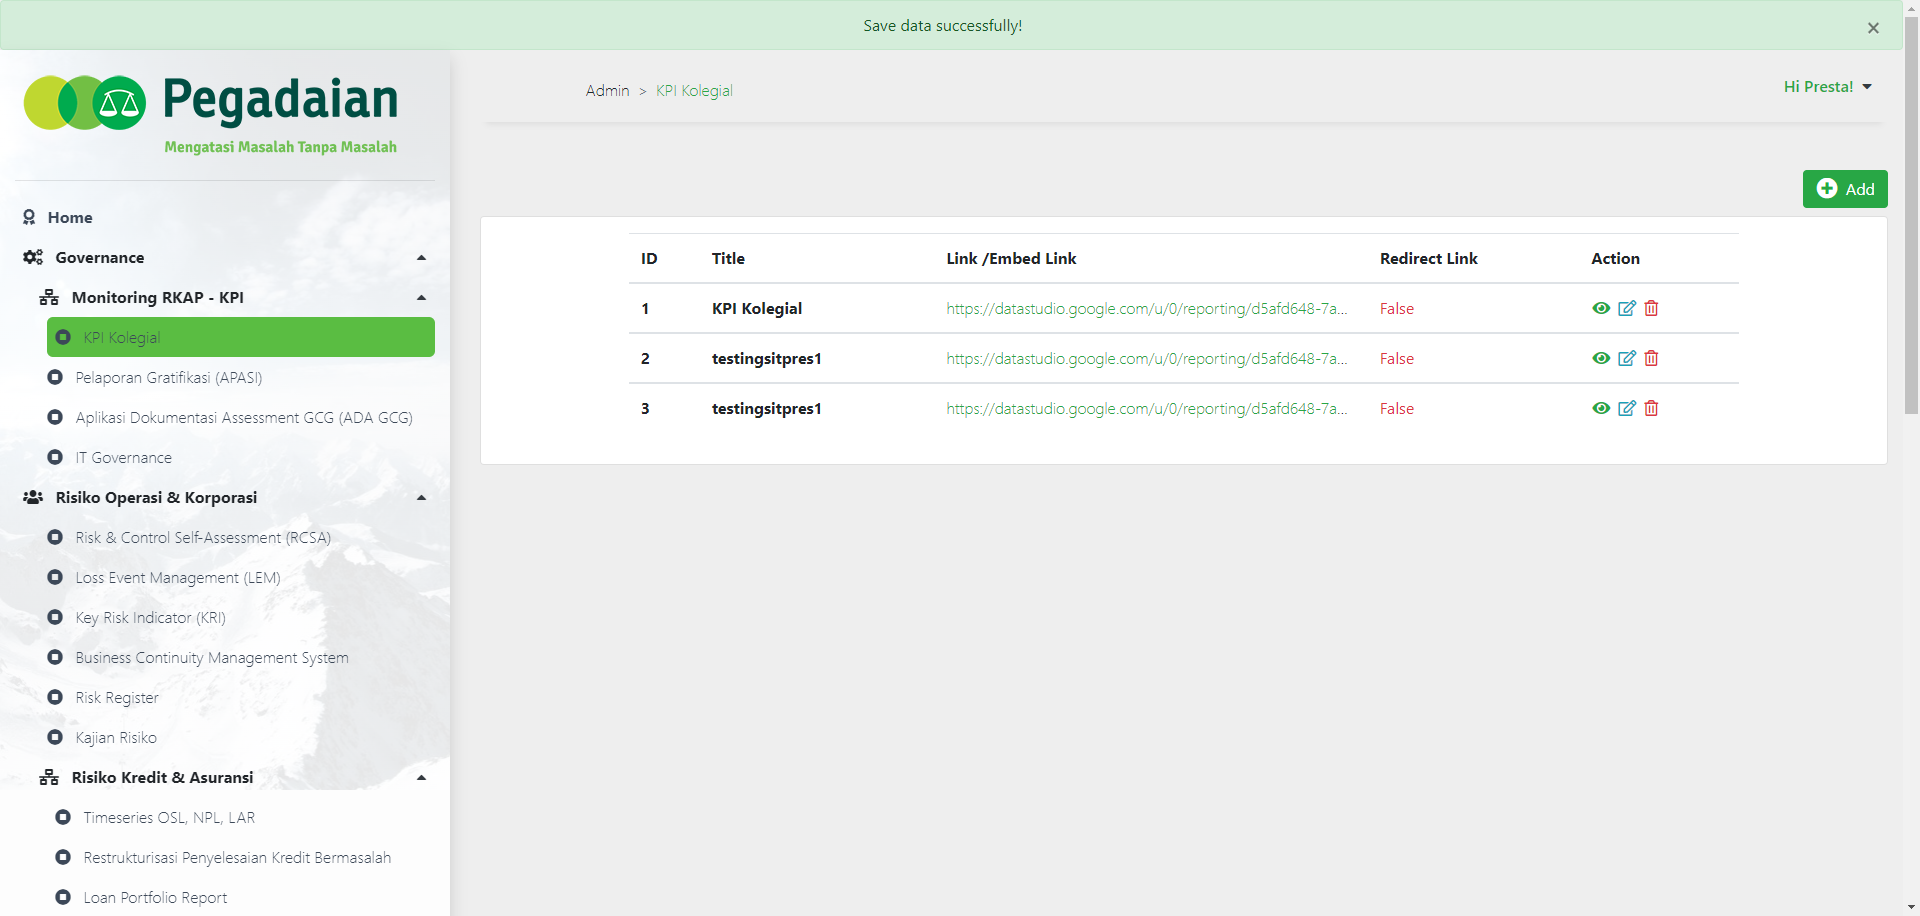 Save data successfully!
×
Pegadaian
Mengatasi Masalah Tanpa Masalah
Admin > KPI Kolegial
Hi Presta!
Home
Governance
Monitoring RKAP - KPI
KPI Kolegial
Pelaporan Gratifikasi (APASI)
Aplikasi Dokumentasi Assessment GCG (ADA GCG)
IT Governance
Risiko Operasi & Korporasi
Risk & Control Self-Assessment (RCSA)
Loss Event Management (LEM)
Key Risk Indicator (KRI)
Business Continuity Management System
Risk Register
Kajian Risiko
Risiko Kredit & Asuransi
Timeseries OSL, NPL, LAR
Restrukturisasi Penyelesaian Kredit Bermasalah
Loan Portfolio Report
Add
ID Title Link /Embed Link Redirect Link Action
1 KPI Kolegial https://datastudio.google.com/u/0/reporting/d5afd648-7a... False
2 testingsitpres1 https://datastudio.google.com/u/0/reporting/d5afd648-7a... False
3 testingsitpres1 https://datastudio.google.com/u/0/reporting/d5afd648-7a... False